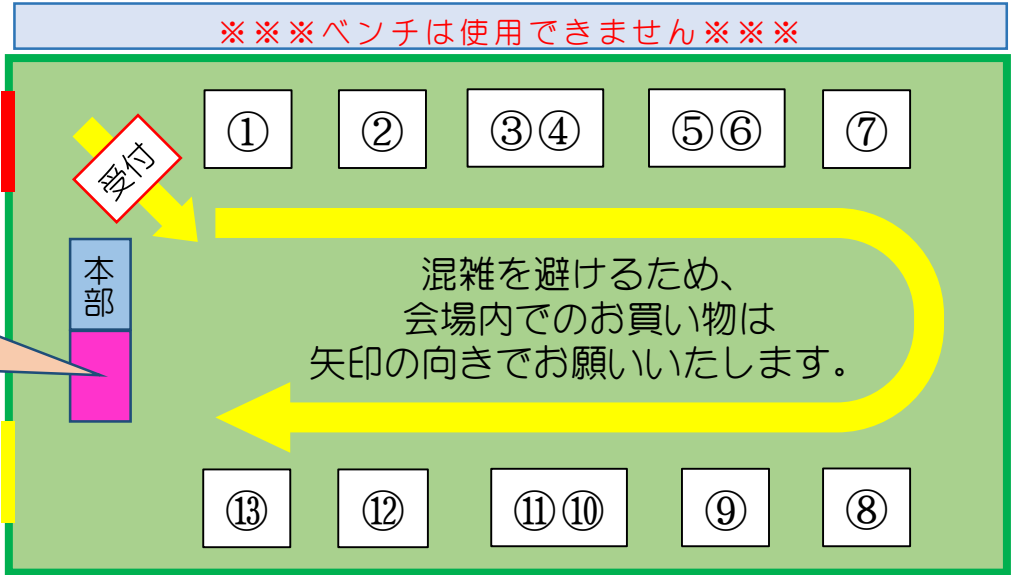 ※※※ベンチは使用できません※※※
① ② ③④ ⑤⑥ ⑦
受付
本部
混雑を避けるため、
会場内でのお買い物は
矢印の向きでお願いいたします。
⑬ ⑫ ⑪⑩ ⑨ ⑧